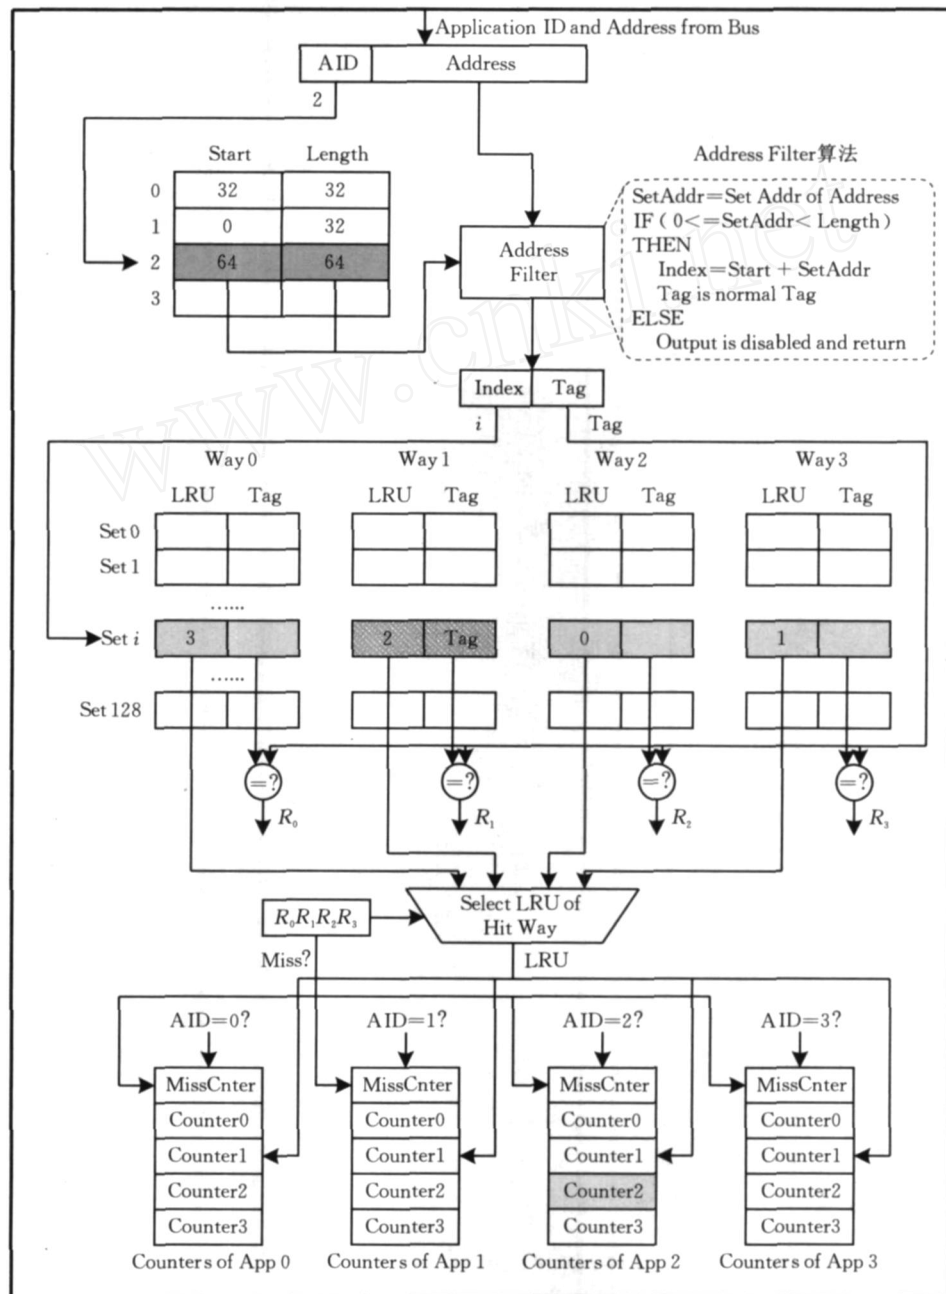 Application ID and Address from Bus
AID Address
2
Start Length
0 32 32
1 0 32
2 64 64
3
Address Filter算法
SetAddr=Set Addr of Address
IF(0<=SetAddr<Length)
THEN
Index=Start+SetAddr
Tag is normal Tag
ELSE
Output is disabled and return
Address
Filter
Index Tag
i Tag
Way 0 Way 1 Way 2 Way 3
LRU Tag LRU Tag LRU Tag LRU Tag
Set 0
Set 1
……
Set i 3 2 Tag 0 1
……
Set 128
=? =? =? =?
R₀ R₁ R₂ R₃
Select LRU of
Hit Way
R₀R₁R₂R₃
Miss? LRU
AID=0? AID=1? AID=2? AID=3?
MissCnter MissCnter MissCnter MissCnter
Counter0 Counter0 Counter0 Counter0
Counter1 Counter1 Counter1 Counter1
Counter2 Counter2 Counter2 Counter2
Counter3 Counter3 Counter3 Counter3
Counters of App 0 Counters of App 1 Counters of App 2 Counters of App 3
www.cnki.net